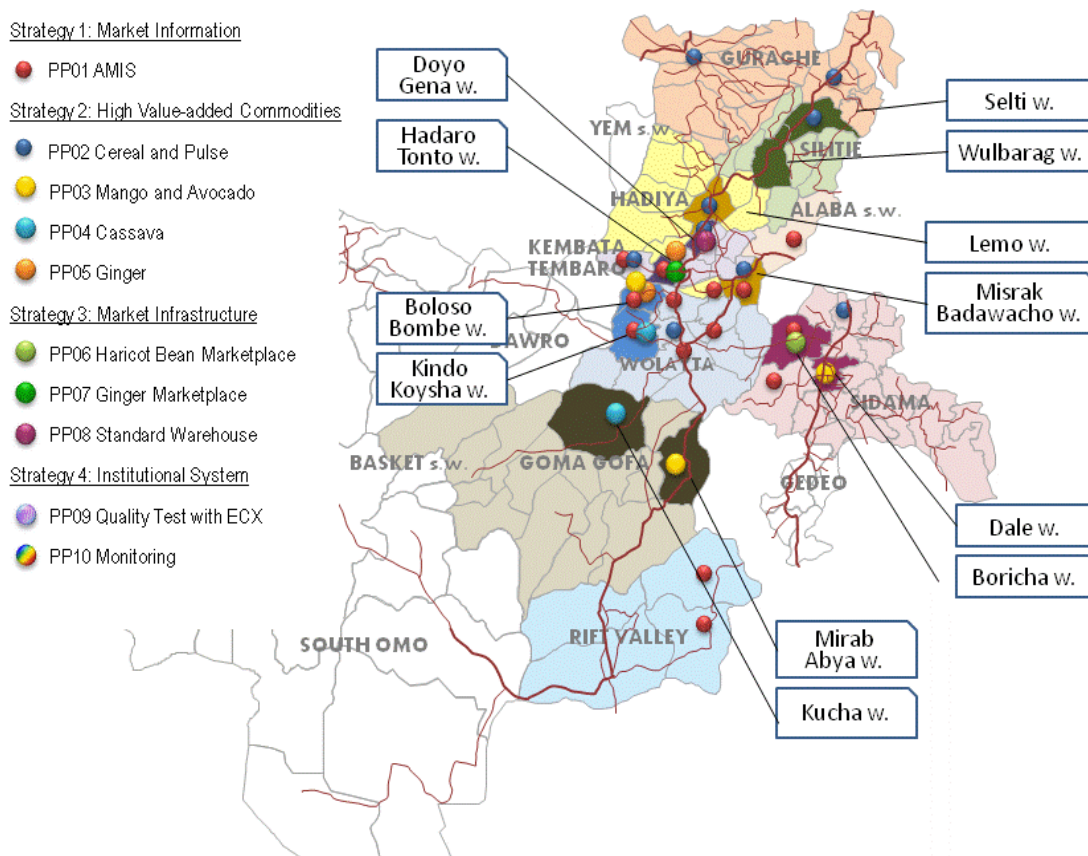 Strategy 1: Market Information
PP01 AMIS
Strategy 2: High Value-added Commodities
PP02 Cereal and Pulse
PP03 Mango and Avocado
PP04 Cassava
PP05 Ginger
Strategy 3: Market Infrastructure
PP06 Haricot Bean Marketplace
PP07 Ginger Marketplace
PP08 Standard Warehouse
Strategy 4: Institutional System
PP09 Quality Test with ECX
PP10 Monitoring
Doyo
Gena w.
Hadaro
Tonto w.
Boloso
Bombe w.
Kindo
Koysha w.
GURAGHE
YEM s.w.
SILITIE
HADIYA
ALABA s.w.
KEMBATA
TEMBARO
DAWRO
WOLAYTA
SIDAMA
BASKET s.w.
GOMA GOFA
GEDEO
SOUTH OMO
RIFT VALLEY
Selti w.
Wulbarag w.
Lemo w.
Misrak
Badawacho w.
Dale w.
Boricha w.
Mirab
Abya w.
Kucha w.